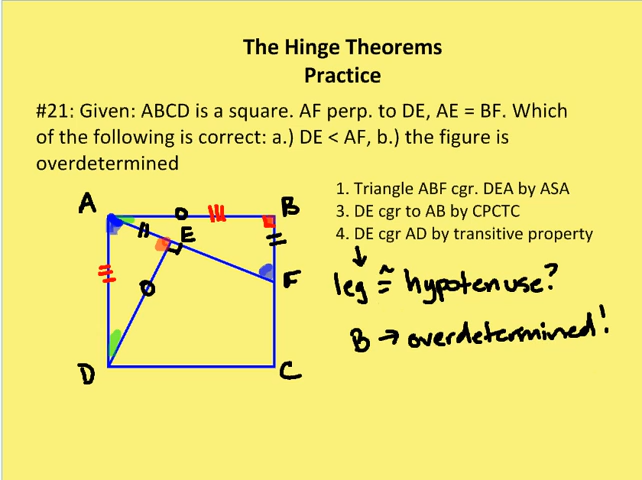 The Hinge Theorems
Practice
#21: Given: ABCD is a square. AF perp. to DE, AE = BF. Which
of the following is correct: a.) DE < AF, b.) the figure is
overdetermined
1. Triangle ABF cgr. DEA by ASA
3. DE cgr to AB by CPCTC
4. DE cgr AD by transitive property
leg ≅ hypotenuse?
B → overdetermined!
A
B
E
F
D
C